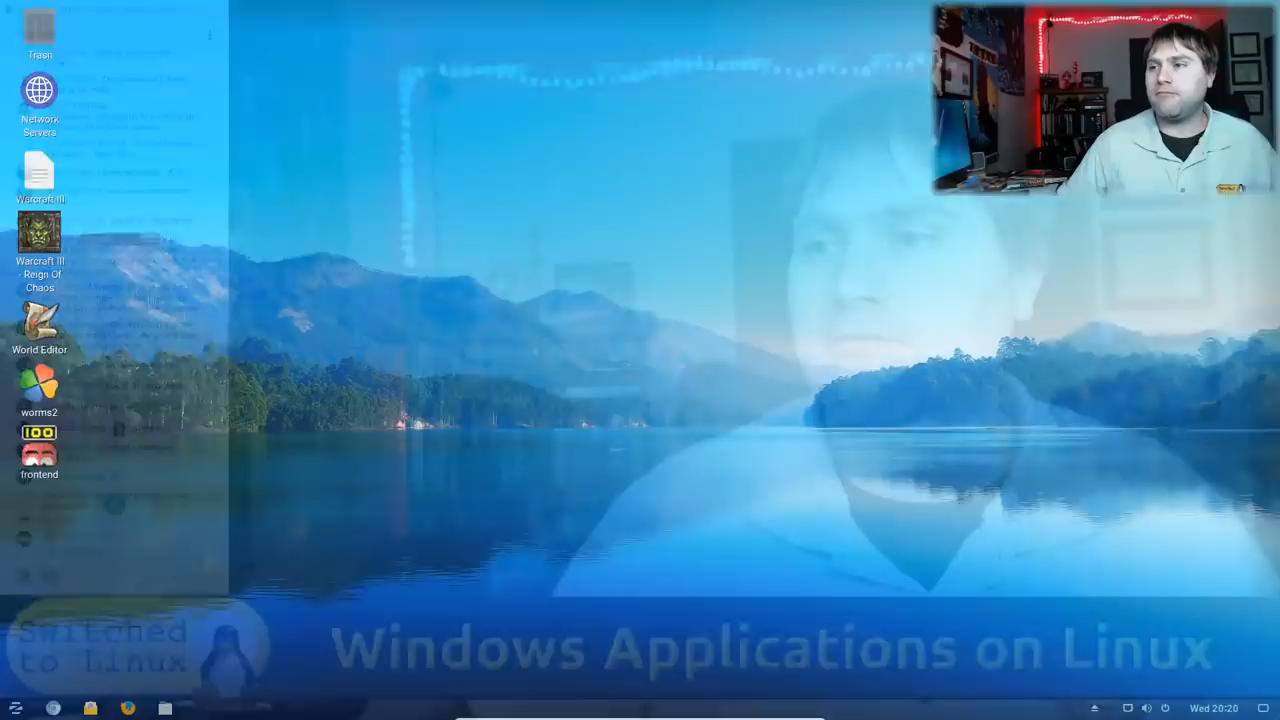 Trash
Network
Servers
Warcraft III
Warcraft III
- Reign Of
Chaos
World Editor
worms2
100
frontend
Switched
to Linux
Windows Applications on Linux
Wed 20:20